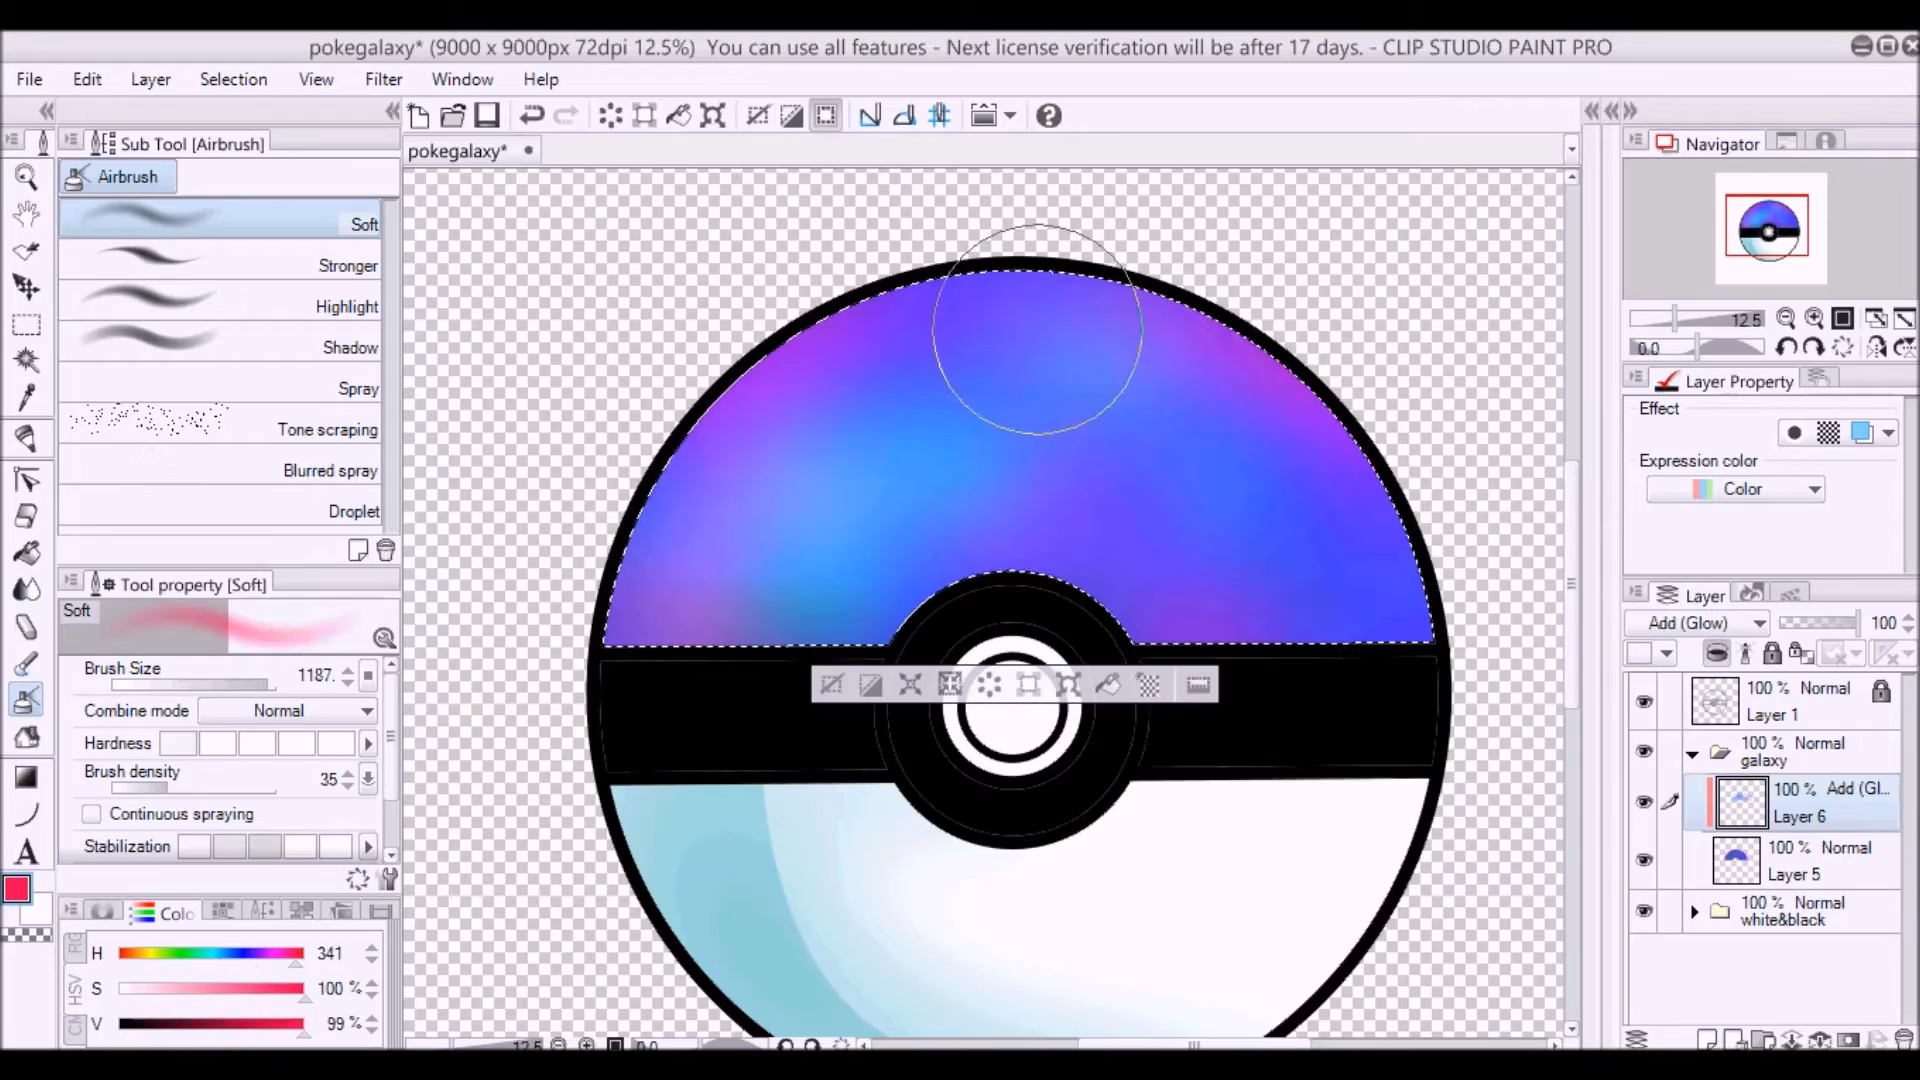 pokegalaxy* (9000 x 9000px 72dpi 12.5%)  You can use all features - Next license verification will be after 17 days. - CLIP STUDIO PAINT PRO
File Edit Layer Selection View Filter Window Help
Sub Tool [Airbrush]
pokegalaxy*
Airbrush
Soft
Stronger
Highlight
Shadow
Spray
Tone scraping
Blurred spray
Droplet
Tool property [Soft]
Soft
Brush Size 1187.
Combine mode Normal
Hardness
Brush density 35
Continuous spraying
Stabilization
A
Colo
H 341
HSV
S 100 %
V 99 %
12.5 0.0
Navigator
12.5
0.0
Layer Property
Effect
Expression color
Color
Layer
Add (Glow) 100
100 % Normal
Layer 1
100 % Normal
galaxy
100 % Add (Gl...
Layer 6
100 % Normal
Layer 5
100 % Normal
white&black